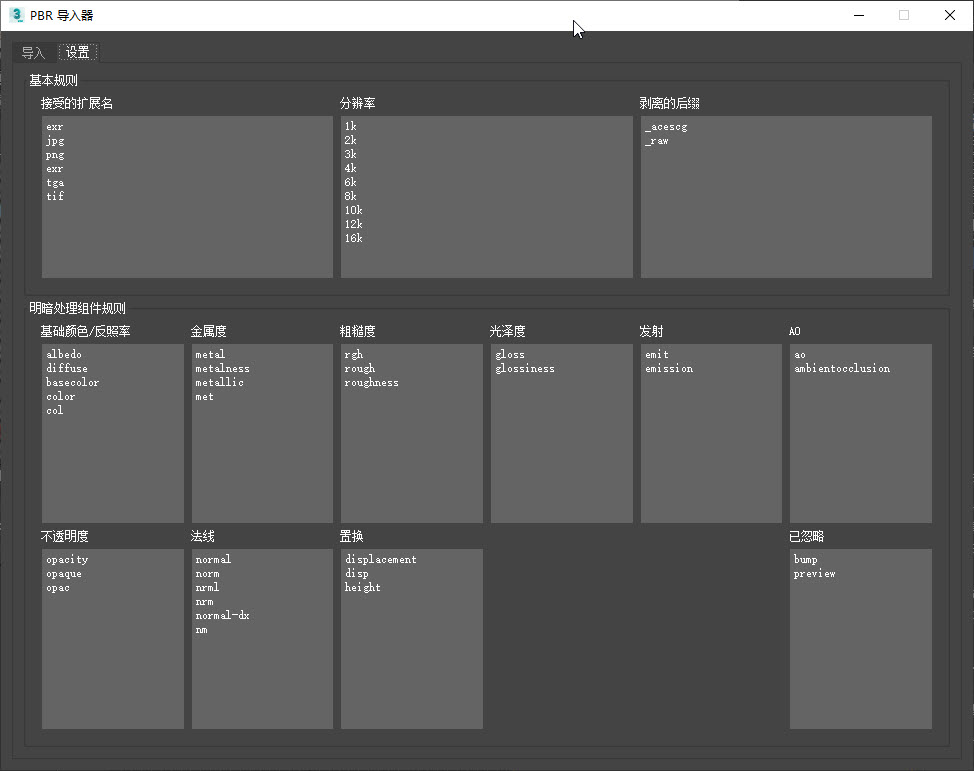 PBR 导入器
导入
设置
基本规则
接受的扩展名
exr
jpg
png
exr
tga
tif
分辨率
1k
2k
3k
4k
6k
8k
10k
12k
16k
剥离的后缀
_acescg
_raw
明暗处理组件规则
基础颜色/反照率
albedo
diffuse
basecolor
color
col
金属度
metal
metalness
metallic
met
粗糙度
rgh
rough
roughness
光泽度
gloss
glossiness
发射
emit
emission
AO
ao
ambientocclusion
不透明度
opacity
opaque
opac
法线
normal
norm
nrml
nrm
normal-dx
nm
置换
displacement
disp
height
已忽略
bump
preview